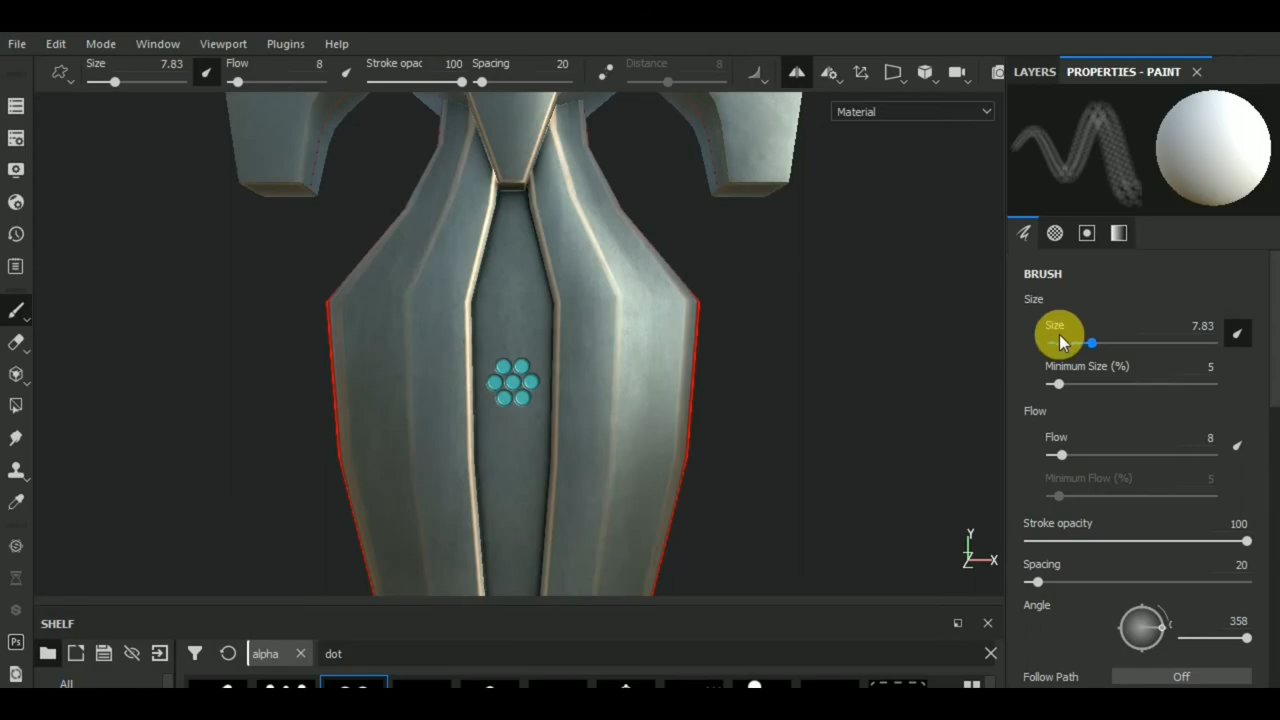 File Edit Mode Window Viewport Plugins Help
Size 7.83 Flow 8 Stroke opac 100 Spacing 20 Distance 8
LAYERS PROPERTIES - PAINT
Material
BRUSH
Size
Size 7.83
Minimum Size (%) 5
Flow
Flow 8
Minimum Flow (%) 5
Stroke opacity 100
Spacing 20
Angle
358
Follow Path Off
Y
Z X
SHELF
Ps
alpha dot
All